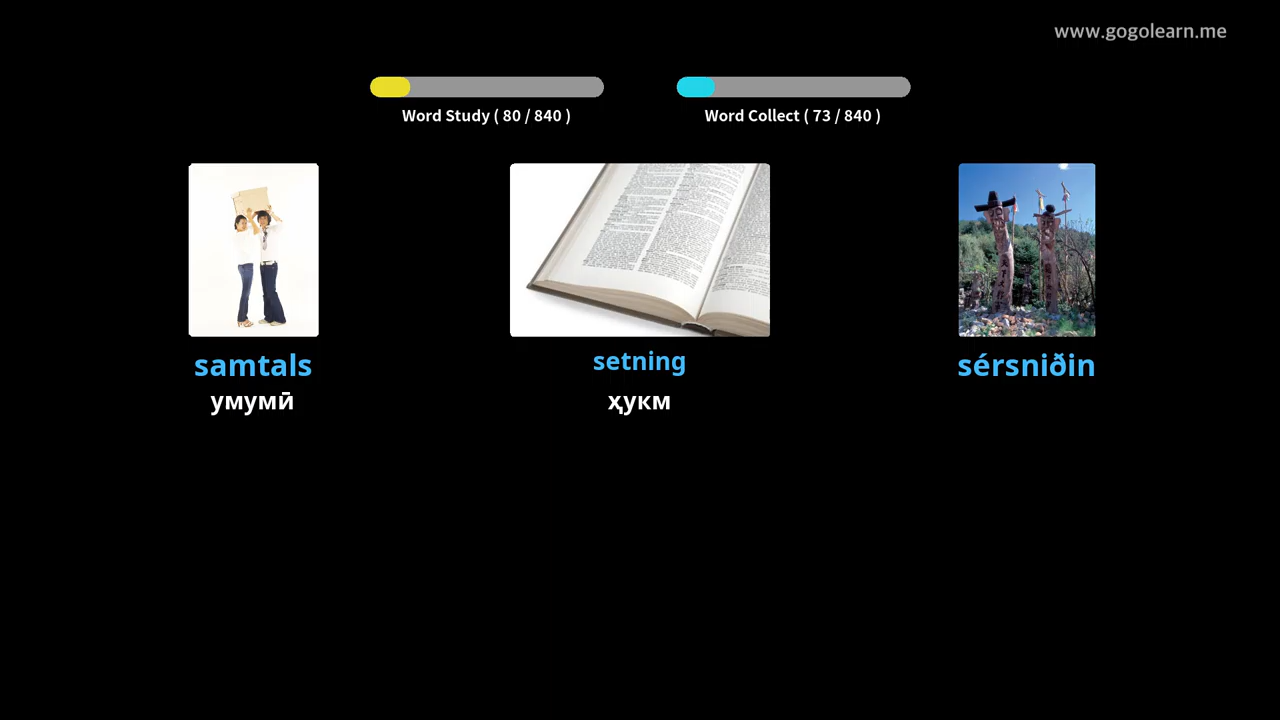 www.gogolearn.me
Word Study ( 80 / 840 )
Word Collect ( 73 / 840 )
samtals
умумӣ
setning
ҳукм
sérsniðin